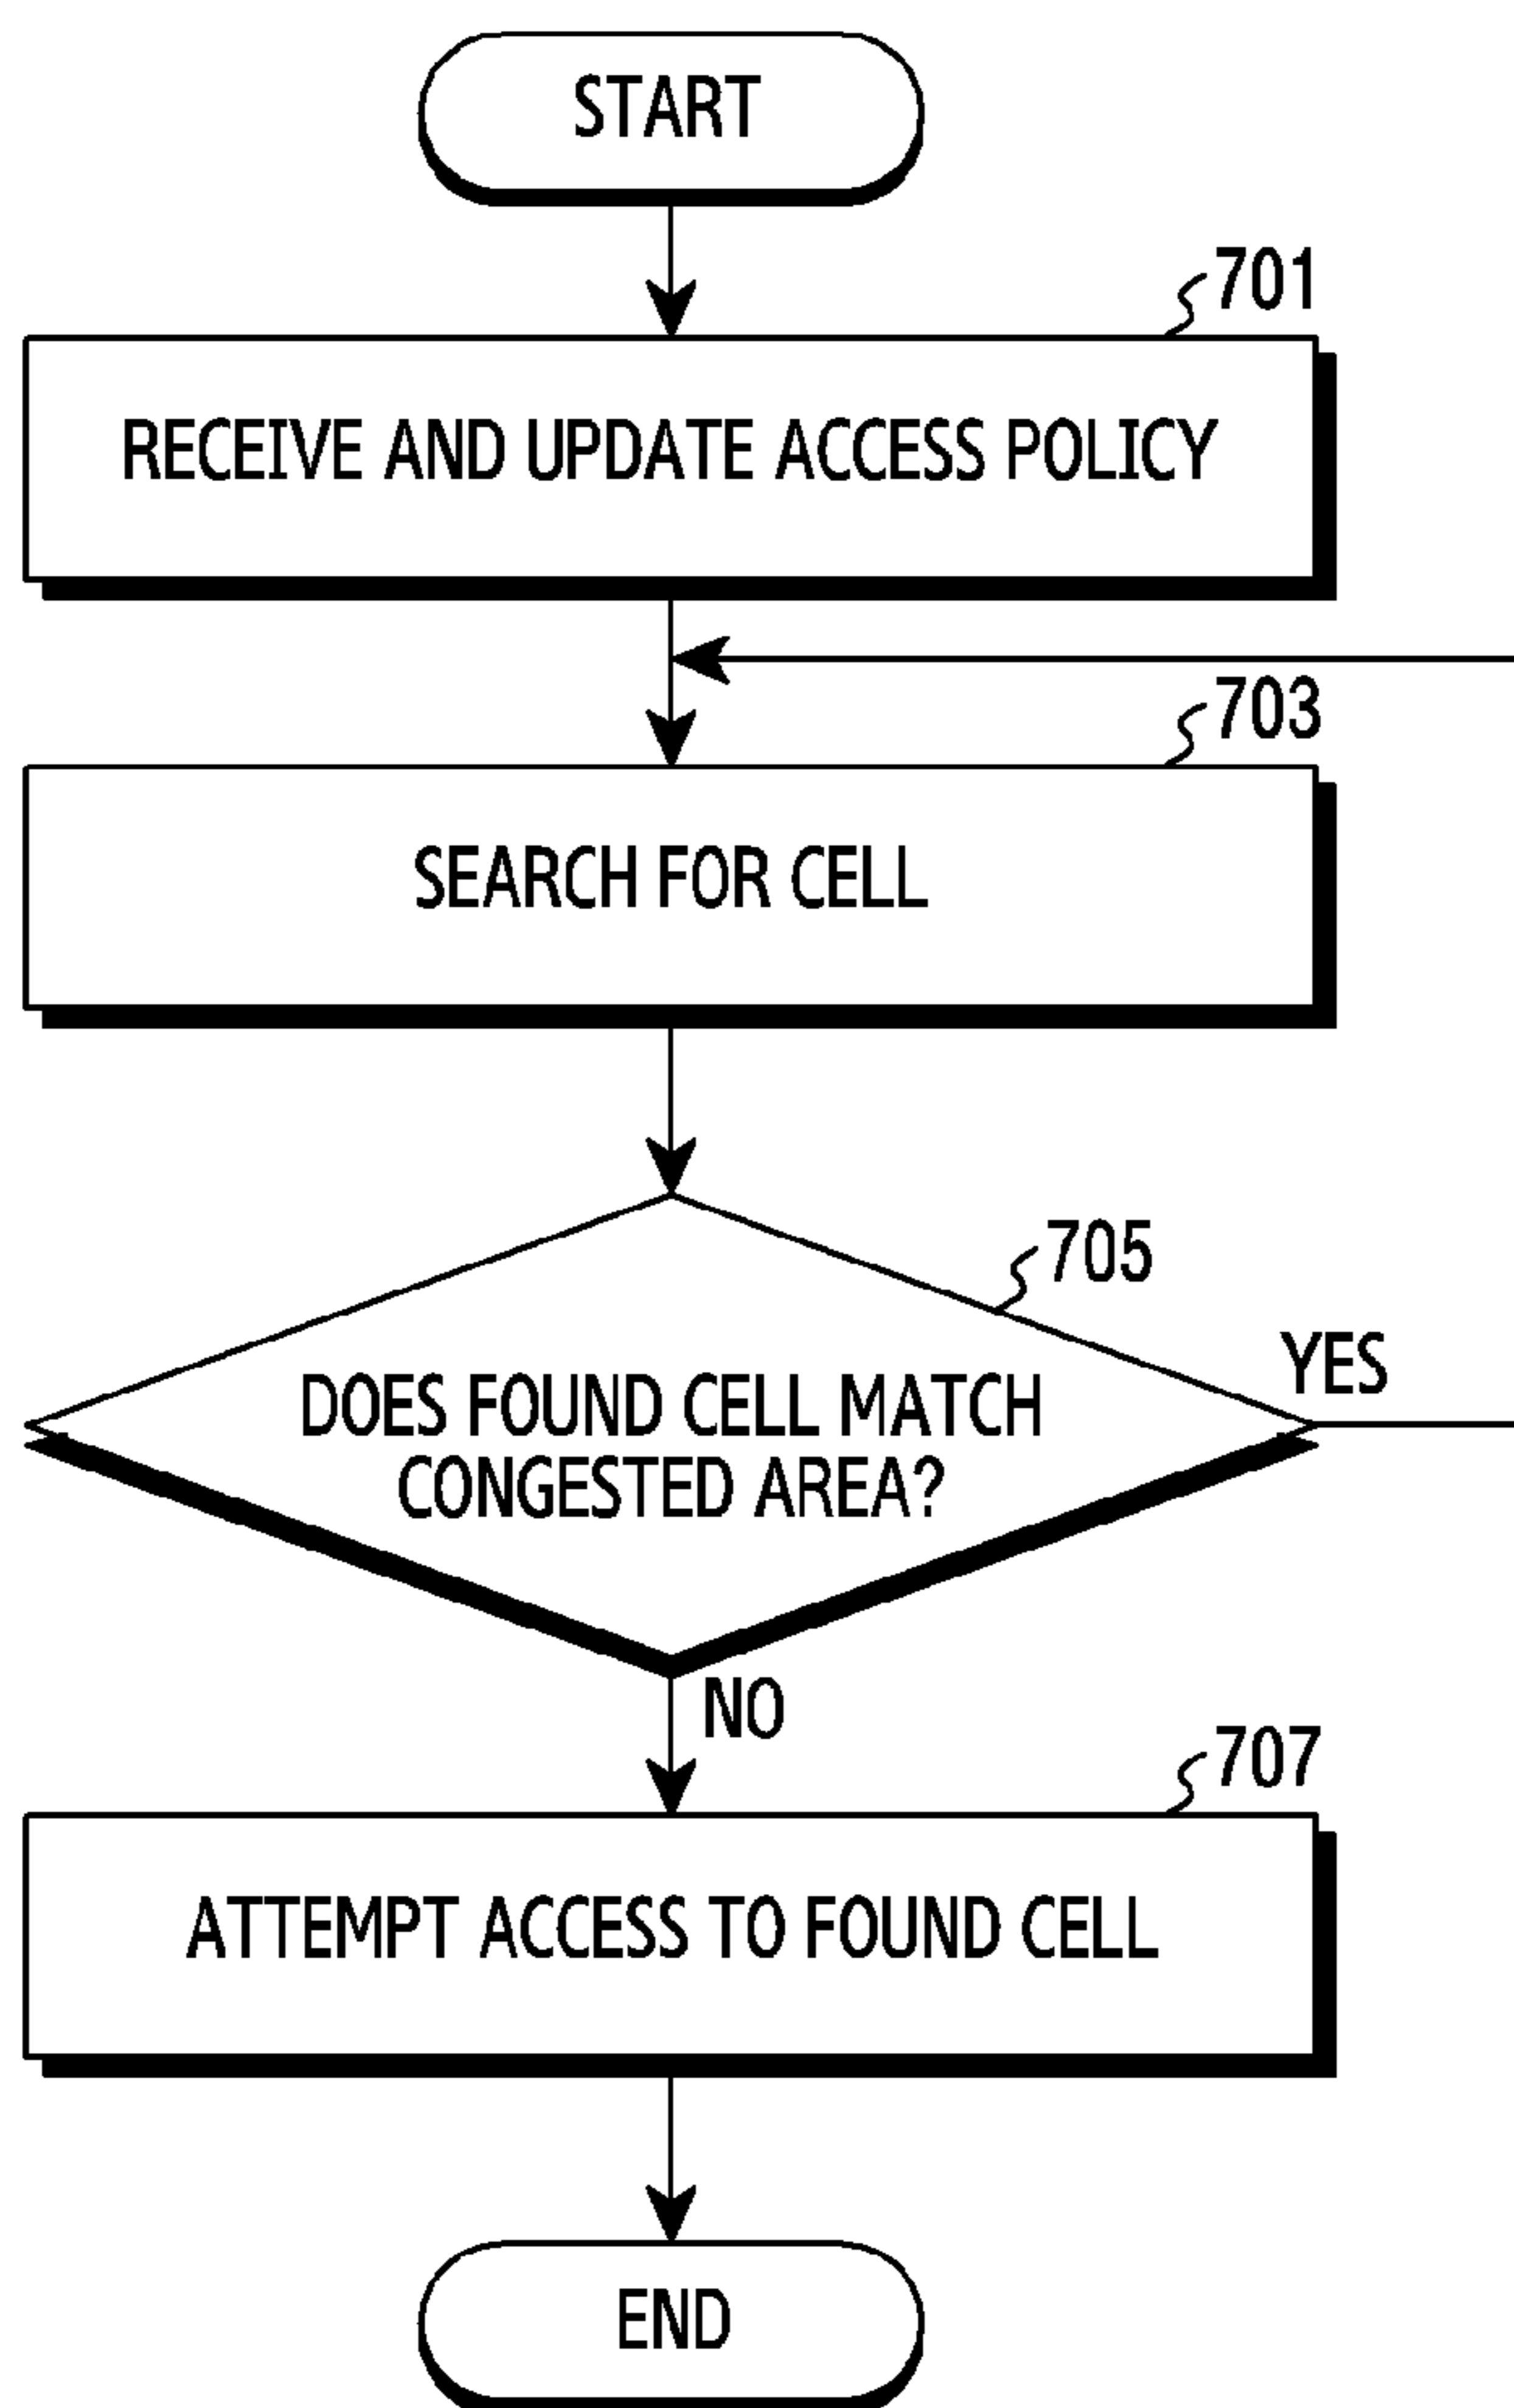 START
701
RECEIVE AND UPDATE ACCESS POLICY
703
SEARCH FOR CELL
705
DOES FOUND CELL MATCH
CONGESTED AREA?
YES
NO
707
ATTEMPT ACCESS TO FOUND CELL
END